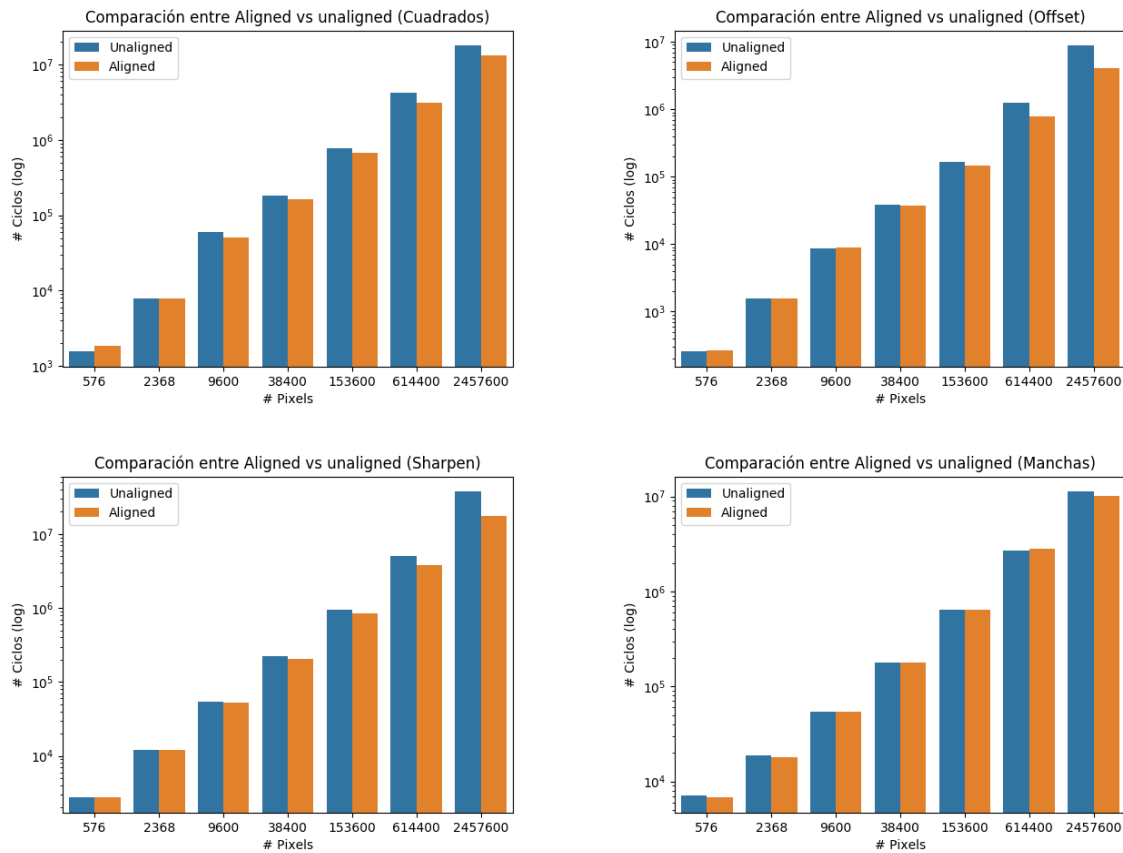 Comparación entre Aligned vs unaligned (Cuadrados)
Unaligned
Aligned
# Ciclos (log)
10^7
10^6
10^5
10^4
10^3
576 2368 9600 38400 153600 614400 2457600
# Pixels
Comparación entre Aligned vs unaligned (Offset)
Unaligned
Aligned
# Ciclos (log)
10^7
10^6
10^5
10^4
10^3
576 2368 9600 38400 153600 614400 2457600
# Pixels
Comparación entre Aligned vs unaligned (Sharpen)
Unaligned
Aligned
# Ciclos (log)
10^7
10^6
10^5
10^4
576 2368 9600 38400 153600 614400 2457600
# Pixels
Comparación entre Aligned vs unaligned (Manchas)
Unaligned
Aligned
# Ciclos (log)
10^7
10^6
10^5
10^4
576 2368 9600 38400 153600 614400 2457600
# Pixels